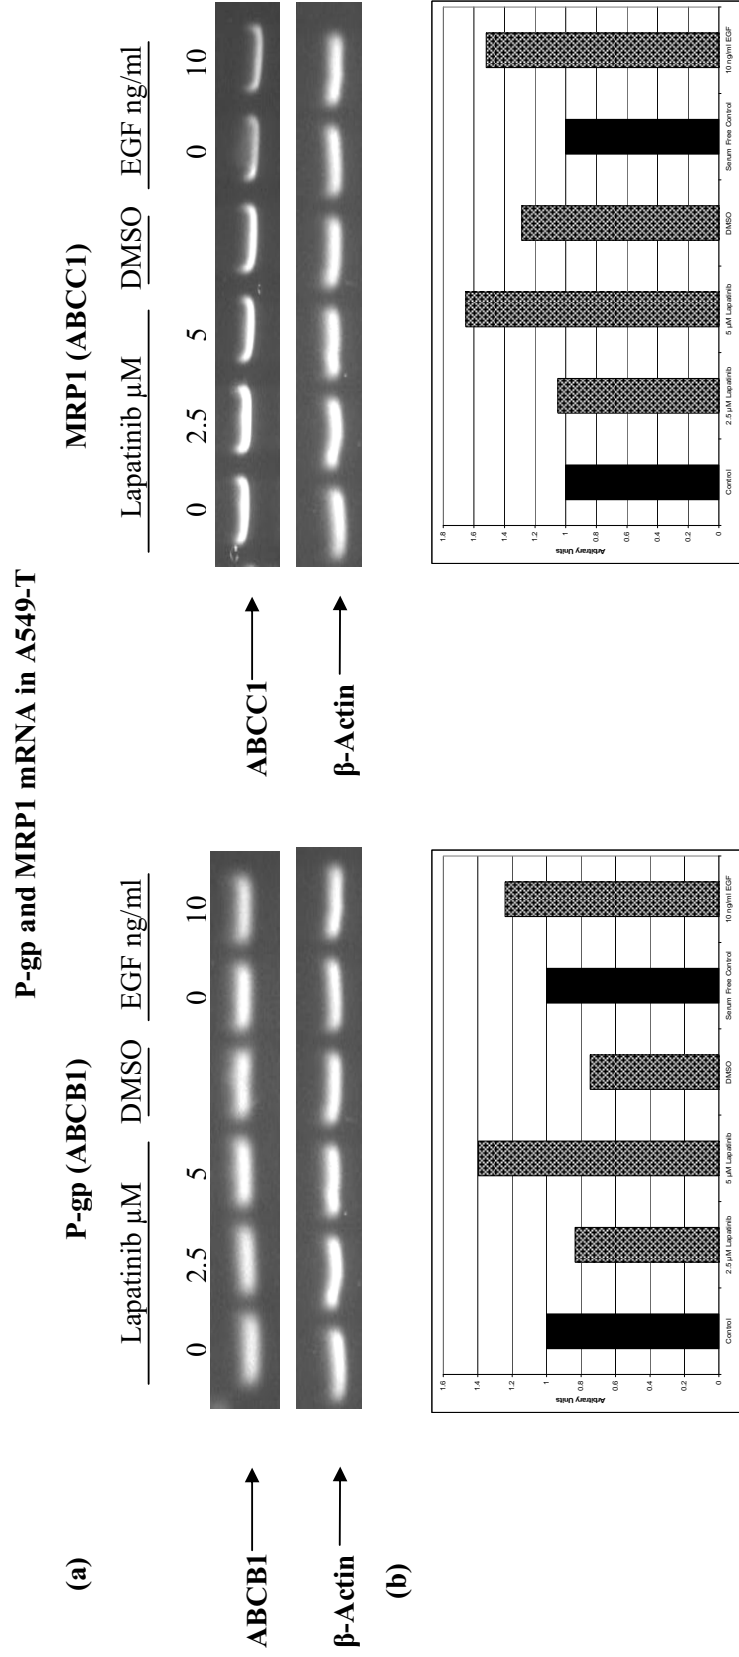 P-gp and MRP1 mRNA in A549-T
(a)
P-gp (ABCB1)
Lapatinib µM DMSO EGF ng/ml
0 2.5 5 0 10
ABCB1
β-Actin
MRP1 (ABCC1)
Lapatinib µM DMSO EGF ng/ml
0 2.5 5 0 10
ABCC1
β-Actin
(b)
1.6
1.4
1.2
1
0.8
0.6
0.4
0.2
0
Arbitrary Units
Control 2.5 µM Lapatinib 5 µM Lapatinib DMSO Serum Free Control 10 ng/ml EGF
1.8
1.6
1.4
1.2
1
0.8
0.6
0.4
0.2
0
Arbitrary Units
Control 2.5 µM Lapatinib 5 µM Lapatinib DMSO Serum Free Control 10 ng/ml EGF